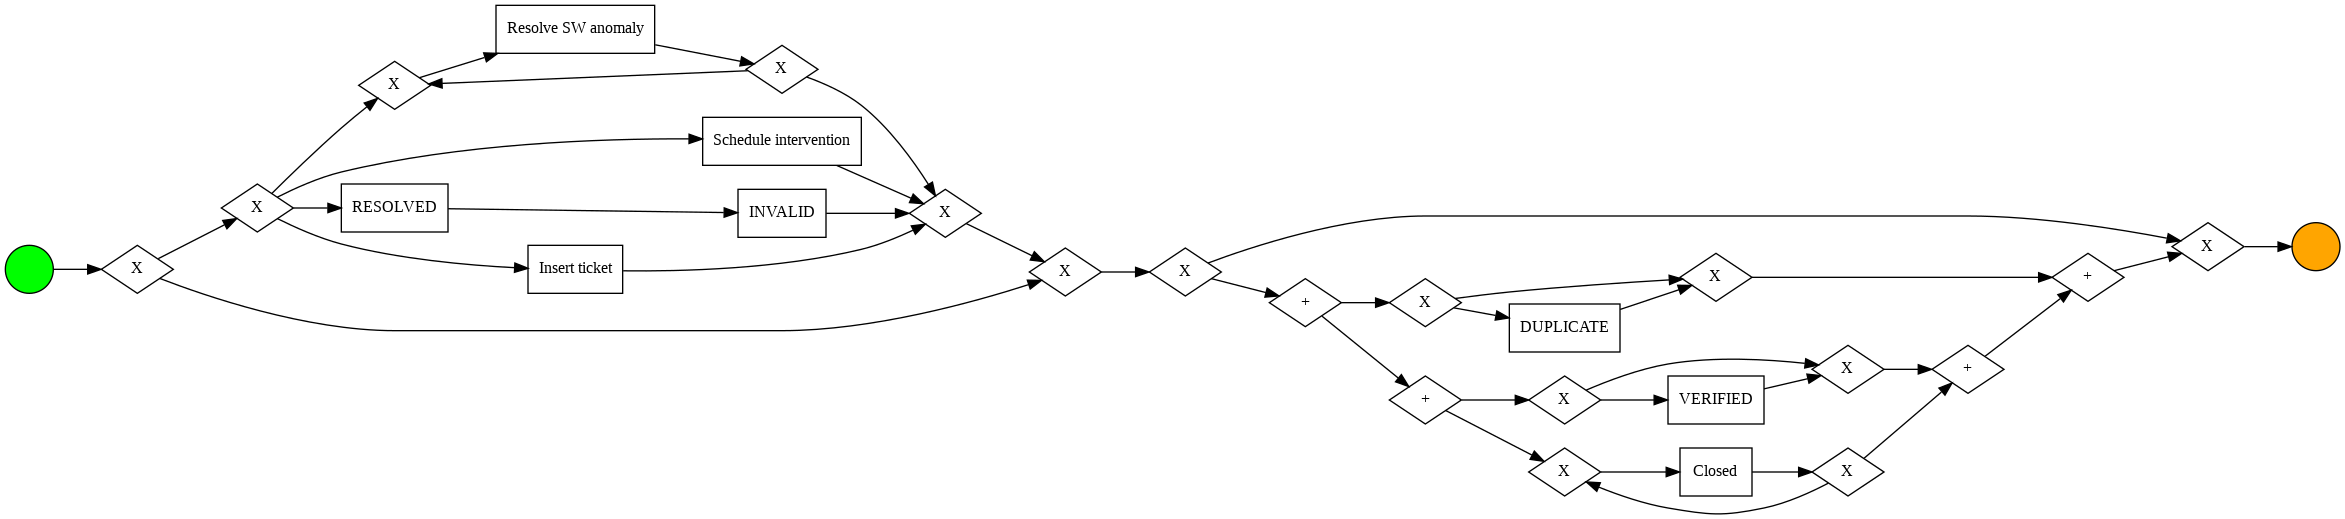 Resolve SW anomaly
X
X
Schedule intervention
X
RESOLVED
INVALID
X
Insert ticket
X
X
X
X
+
X
DUPLICATE
X
+
X
+
X
VERIFIED
X
+
X
Closed
X